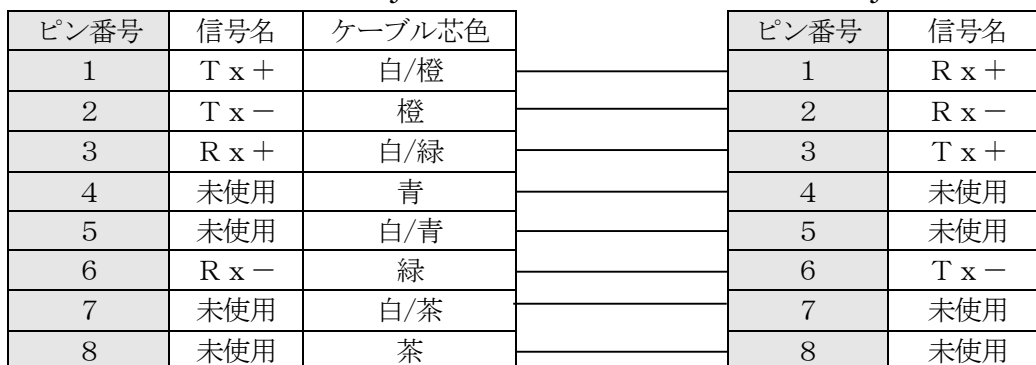 ピン番号 信号名 ケーブル芯色 ピン番号 信号名
1 Tx+ 白/橙 1 Rx+
2 Tx− 橙 2 Rx−
3 Rx+ 白/緑 3 Tx+
4 未使用 青 4 未使用
5 未使用 白/青 5 未使用
6 Rx− 緑 6 Tx−
7 未使用 白/茶 7 未使用
8 未使用 茶 8 未使用